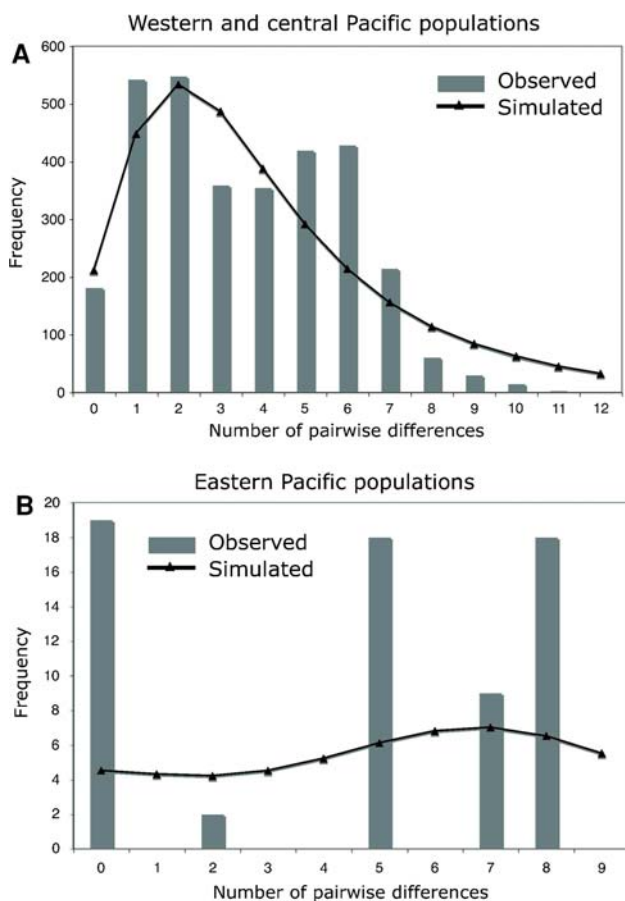 Western and central Pacific populations
A
Observed
Simulated
Frequency
600
500
400
300
200
100
0
0 1 2 3 4 5 6 7 8 9 10 11 12
Number of pairwise differences
Eastern Pacific populations
B
Observed
Simulated
Frequency
20
18
16
14
12
10
8
6
4
2
0
0 1 2 3 4 5 6 7 8 9
Number of pairwise differences